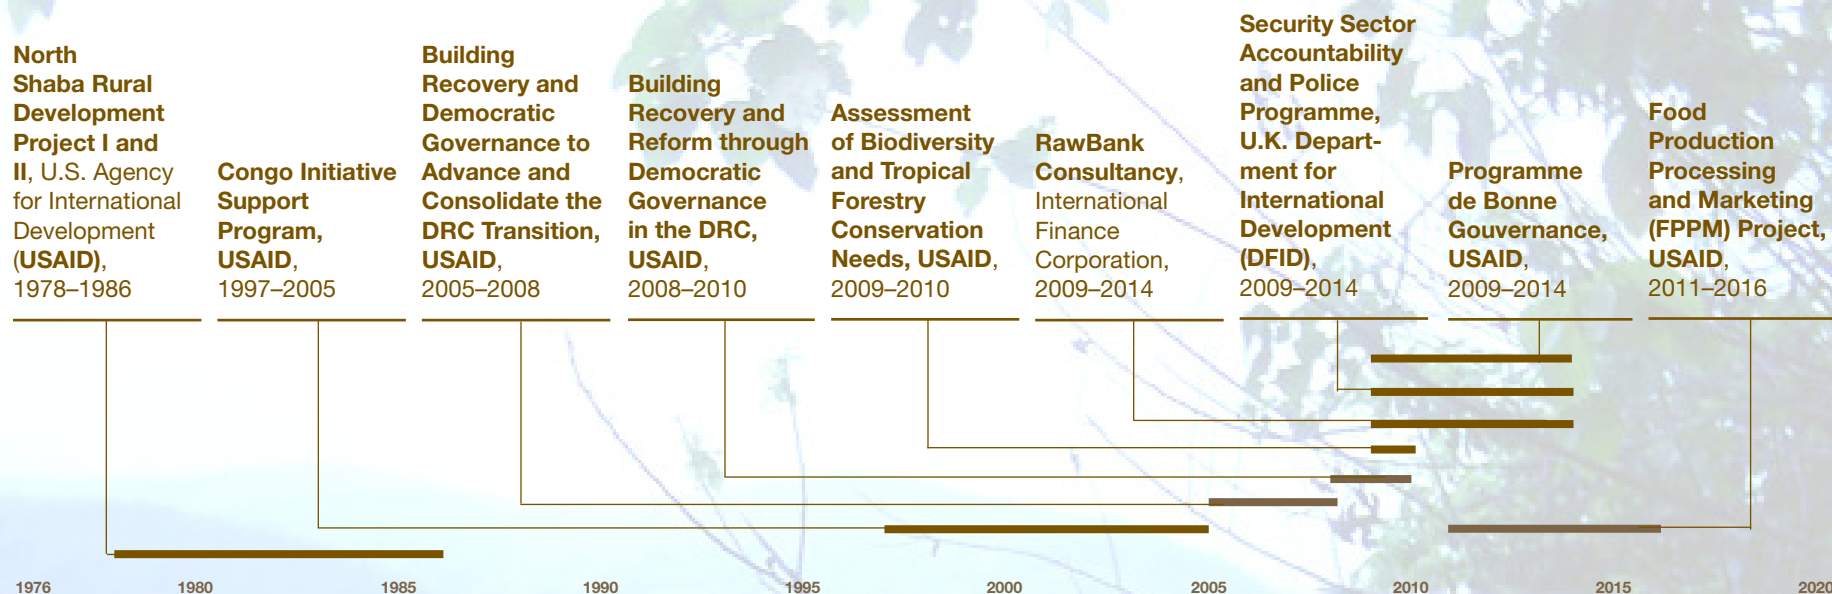 North
Shaba Rural
Development
Project I and
II, U.S. Agency
for International
Development
(USAID),
1978–1986
Congo Initiative
Support
Program,
USAID,
1997–2005
Building
Recovery and
Democratic
Governance to
Advance and
Consolidate the
DRC Transition,
USAID,
2005–2008
Building
Recovery and
Reform through
Democratic
Governance
in the DRC,
USAID,
2008–2010
Assessment
of Biodiversity
and Tropical
Forestry
Conservation
Needs, USAID,
2009–2010
RawBank
Consultancy,
International
Finance
Corporation,
2009–2014
Security Sector
Accountability
and Police
Programme,
U.K. Depart-
ment for
International
Development
(DFID),
2009–2014
Programme
de Bonne
Gouvernance,
USAID,
2009–2014
Food
Production
Processing
and Marketing
(FPPM) Project,
USAID,
2011–2016
1976 1980 1985 1990 1995 2000 2005 2010 2015 2020